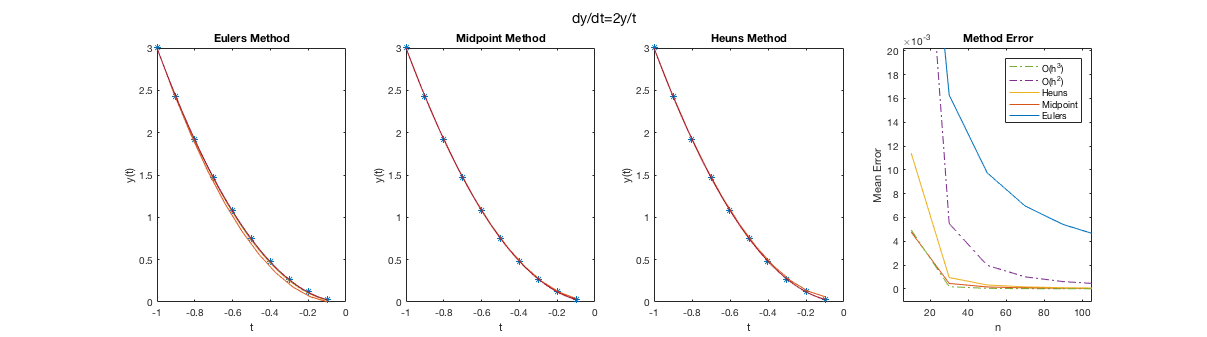 dy/dt=2y/t
Eulers Method
3
2.5
2
1.5
1
0.5
0
y(t)
-1 -0.8 -0.6 -0.4 -0.2 0
t
Midpoint Method
3
2.5
2
1.5
1
0.5
0
y(t)
-1 -0.8 -0.6 -0.4 -0.2 0
t
Heuns Method
3
2.5
2
1.5
1
0.5
0
y(t)
-1 -0.8 -0.6 -0.4 -0.2 0
t
Method Error
×10⁻³
20
18
16
14
12
10
8
6
4
2
0
Mean Error
20 40 60 80 100
n
O(h³)
O(h²)
Heuns
Midpoint
Eulers